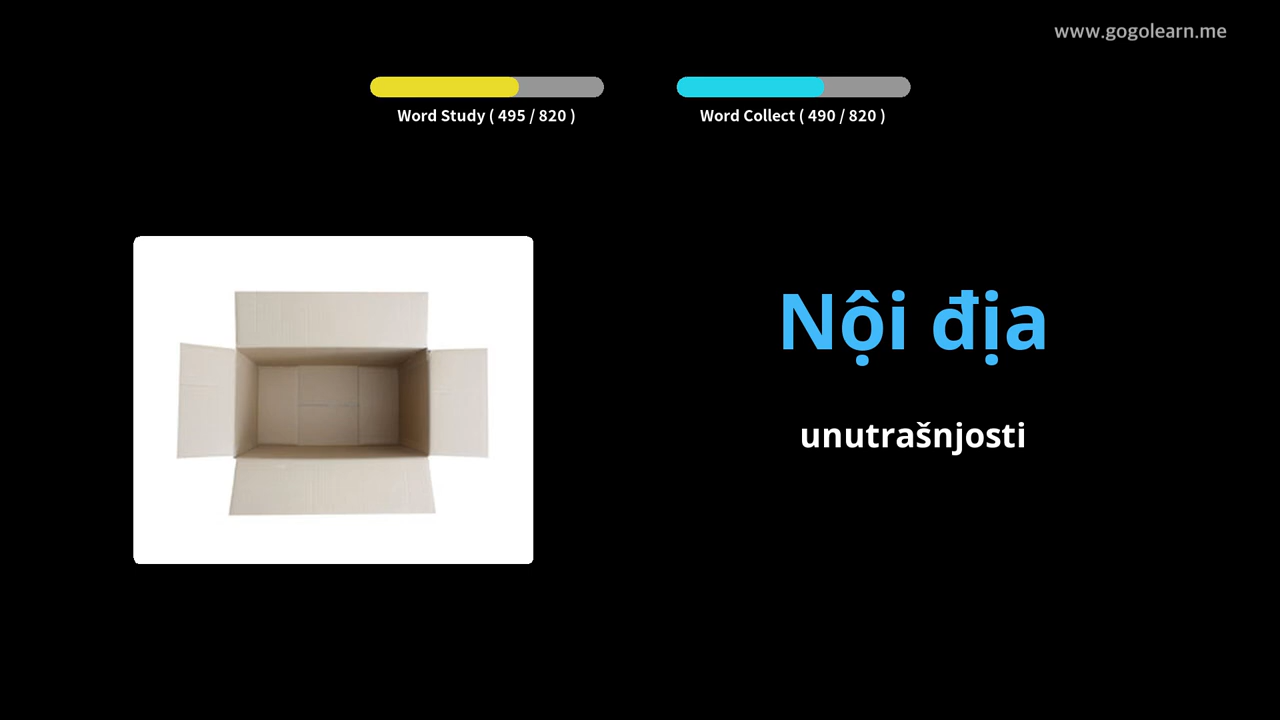 www.gogolearn.me
Word Study ( 495 / 820 )
Word Collect ( 490 / 820 )
Nội địa
unutrašnjosti